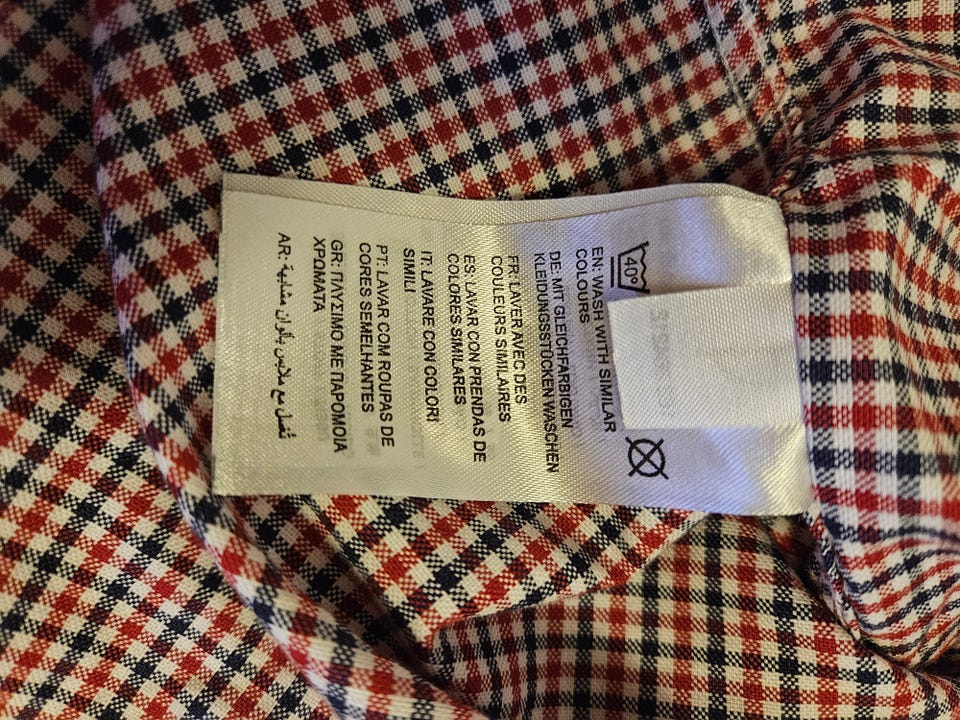 40°
EN: WASH WITH SIMILAR
COLOURS
DE: MIT GLEICHFARBIGEN
KLEIDUNGSSTÜCKEN WASCHEN
FR: LAVER AVEC DES
COULEURS SIMILAIRES
ES: LAVAR CON PRENDAS DE
COLORES SIMILARES
IT: LAVARE CON COLORI
SIMILI
PT: LAVAR COM ROUPAS DE
CORES SEMELHANTES
GR: ΠΛΥΣΙΜΟ ΜΕ ΠΑΡΟΜΟΙΑ
ΧΡΩΜΑΤΑ
AR: تُغسل مع ملابس بألوان مشابهة